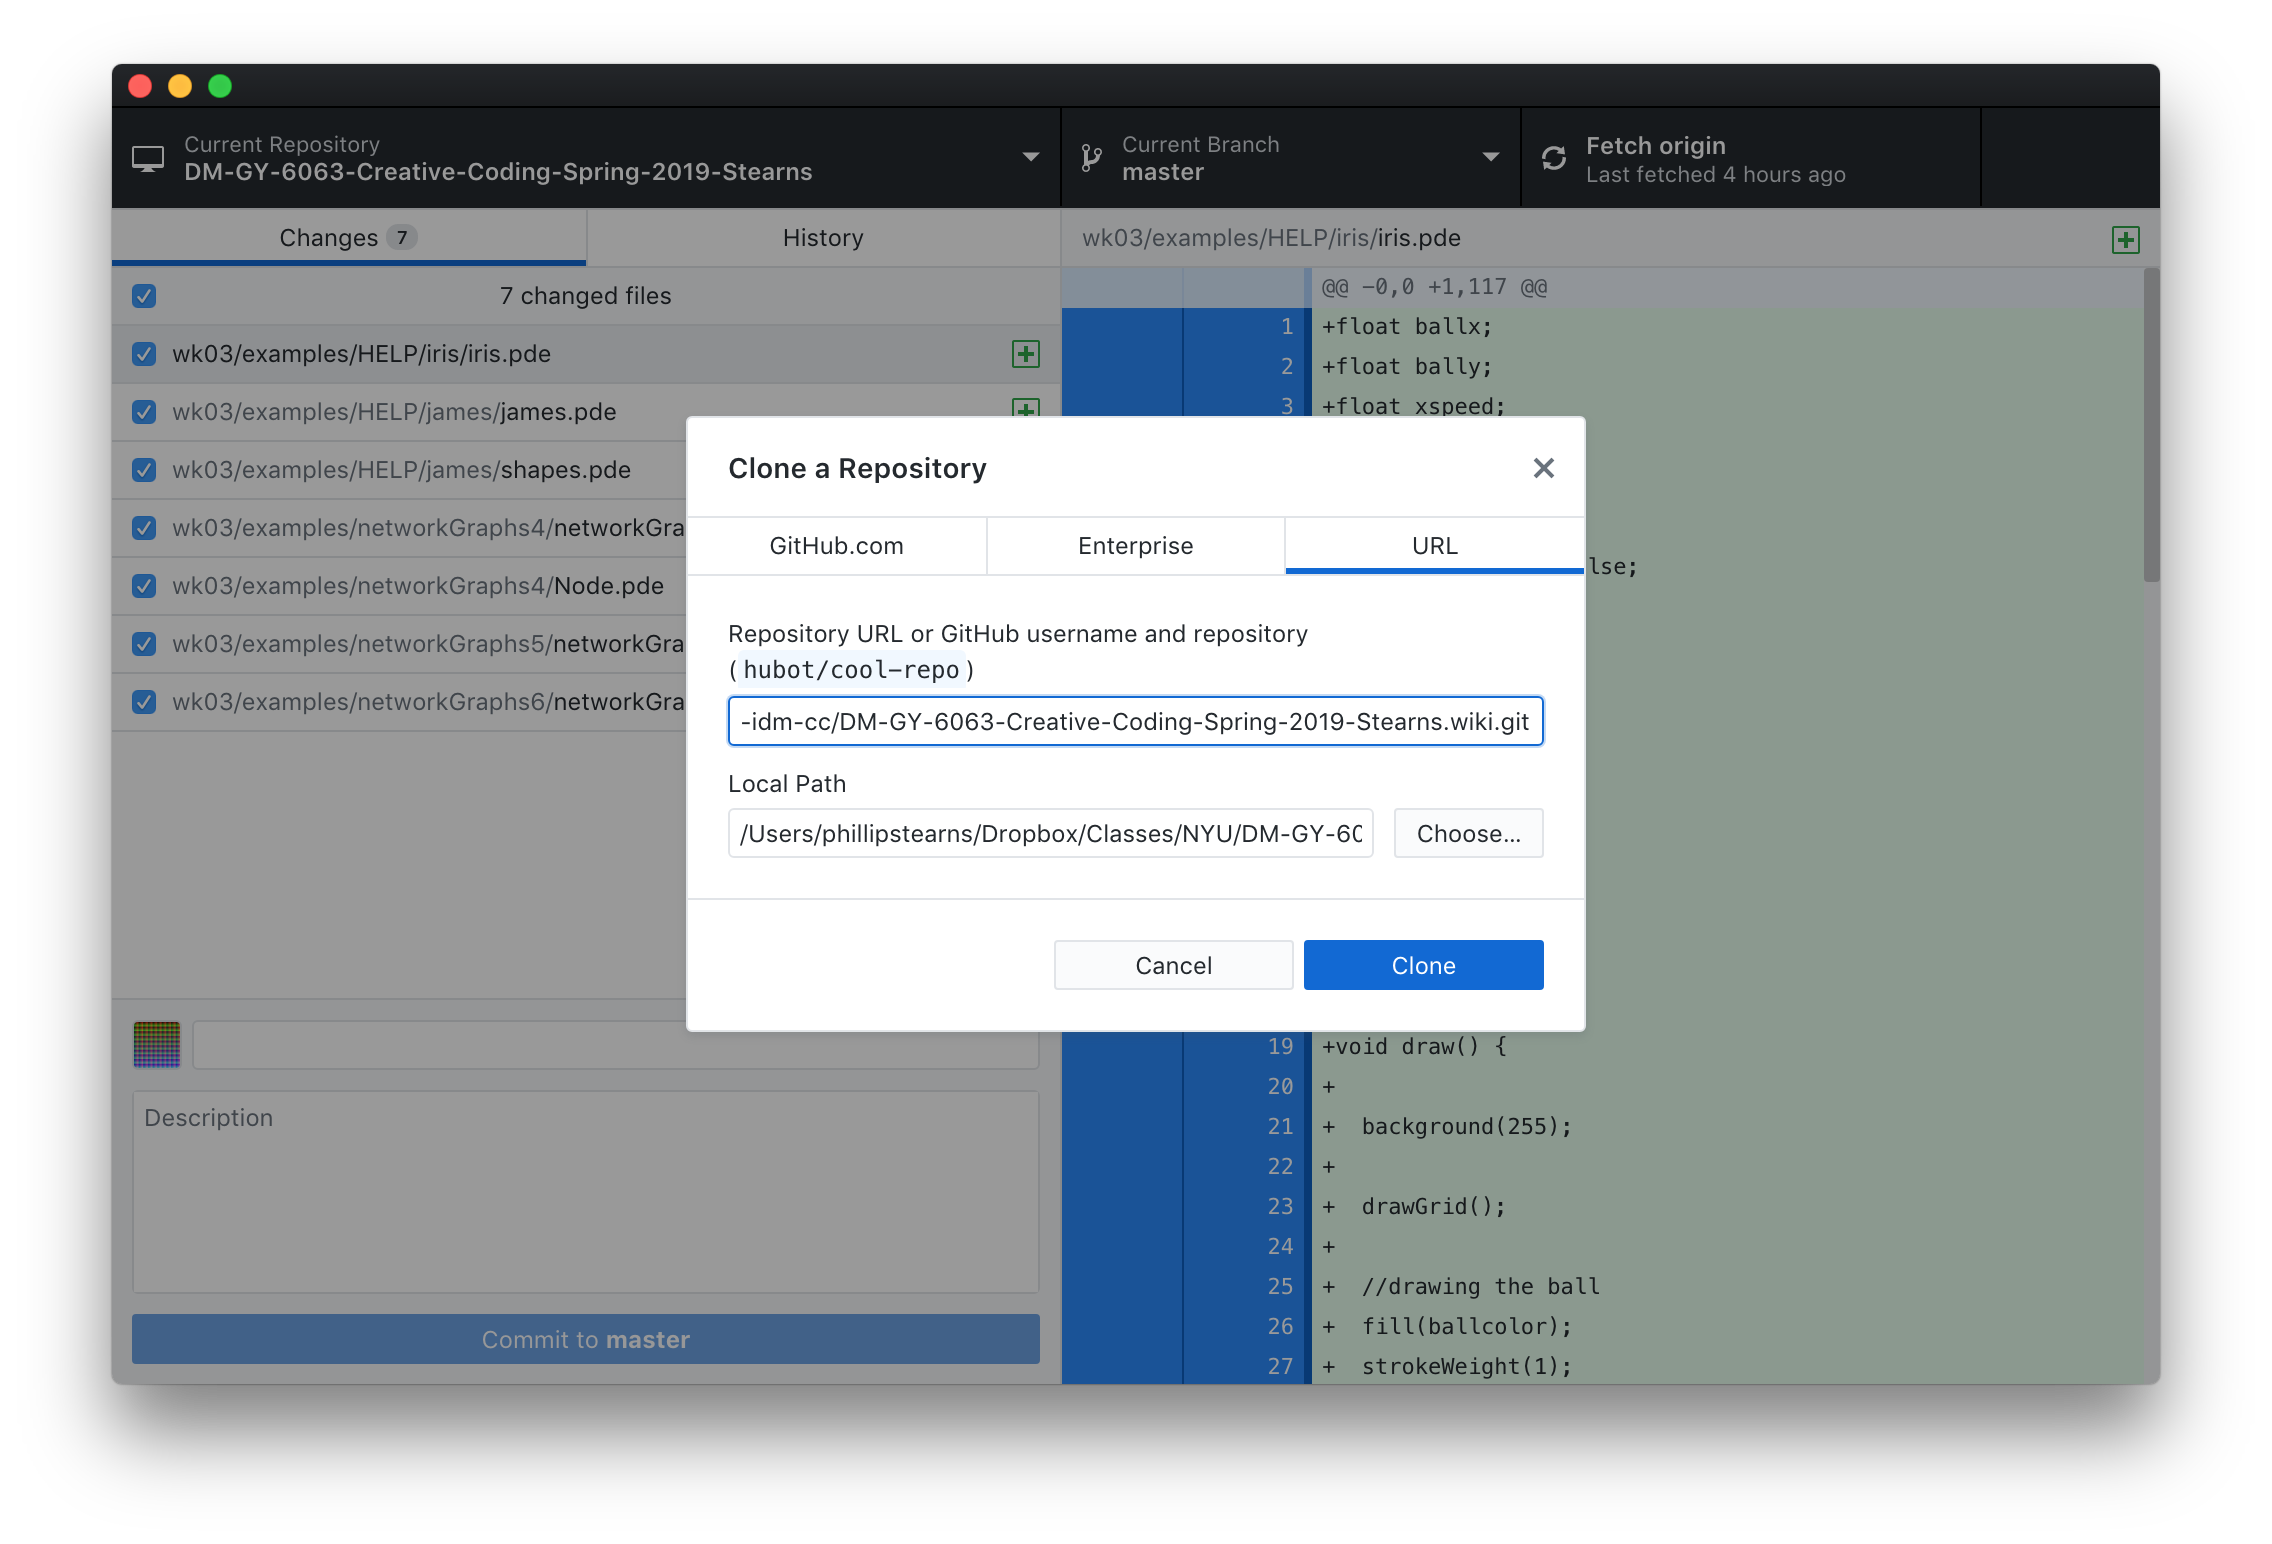 Current Repository
DM-GY-6063-Creative-Coding-Spring-2019-Stearns
Current Branch
master
Fetch origin
Last fetched 4 hours ago
Changes 7
History
7 changed files
wk03/examples/HELP/iris/iris.pde
wk03/examples/HELP/james/james.pde
wk03/examples/HELP/james/shapes.pde
wk03/examples/networkGraphs4/networkGra
wk03/examples/networkGraphs4/Node.pde
wk03/examples/networkGraphs5/networkGra
wk03/examples/networkGraphs6/networkGra
Description
Commit to master
wk03/examples/HELP/iris/iris.pde
@@ -0,0 +1,117 @@
1 +float ballx;
2 +float bally;
3 +float xspeed;
lse;
19 +void draw() {
20 +
21 + background(255);
22 +
23 + drawGrid();
24 +
25 + //drawing the ball
26 + fill(ballcolor);
27 + strokeWeight(1);
Clone a Repository
GitHub.com
Enterprise
URL
Repository URL or GitHub username and repository
(hubot/cool-repo)
-idm-cc/DM-GY-6063-Creative-Coding-Spring-2019-Stearns.wiki.git
Local Path
/Users/phillipstearns/Dropbox/Classes/NYU/DM-GY-60
Choose...
Cancel
Clone